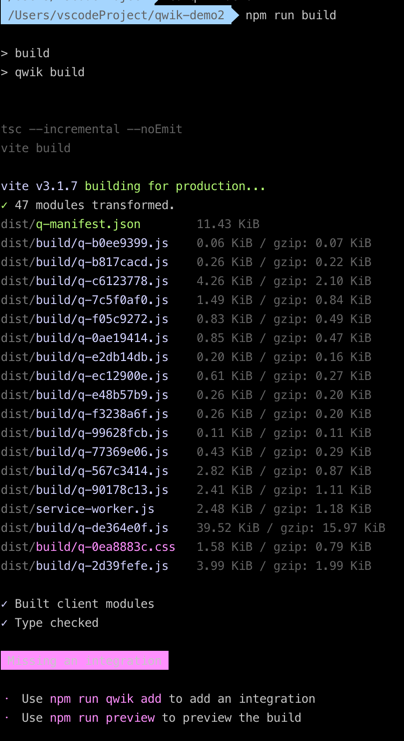 /Users/vscodeProject/qwik-demo2 npm run build
> build
> qwik build
tsc --incremental --noEmit
vite build
vite v3.1.7 building for production...
✓ 47 modules transformed.
dist/q-manifest.json 11.43 KiB
dist/build/q-b0ee9399.js 0.06 KiB / gzip: 0.07 KiB
dist/build/q-b817cacd.js 0.26 KiB / gzip: 0.22 KiB
dist/build/q-c6123778.js 4.26 KiB / gzip: 2.10 KiB
dist/build/q-7c5f0af0.js 1.49 KiB / gzip: 0.84 KiB
dist/build/q-f05c9272.js 0.83 KiB / gzip: 0.49 KiB
dist/build/q-0ae19414.js 0.85 KiB / gzip: 0.47 KiB
dist/build/q-e2db14db.js 0.20 KiB / gzip: 0.16 KiB
dist/build/q-ec12900e.js 0.61 KiB / gzip: 0.27 KiB
dist/build/q-e48b57b9.js 0.26 KiB / gzip: 0.20 KiB
dist/build/q-f3238a6f.js 0.26 KiB / gzip: 0.20 KiB
dist/build/q-99628fcb.js 0.11 KiB / gzip: 0.11 KiB
dist/build/q-77369e06.js 0.43 KiB / gzip: 0.29 KiB
dist/build/q-567c3414.js 2.82 KiB / gzip: 0.87 KiB
dist/build/q-90178c13.js 2.41 KiB / gzip: 1.11 KiB
dist/service-worker.js 2.48 KiB / gzip: 1.18 KiB
dist/build/q-de364e0f.js 39.52 KiB / gzip: 15.97 KiB
dist/build/q-0ea8883c.css 1.58 KiB / gzip: 0.79 KiB
dist/build/q-2d39fefe.js 3.99 KiB / gzip: 1.99 KiB
✓ Built client modules
✓ Type checked
Missing an integration
· Use npm run qwik add to add an integration
· Use npm run preview to preview the build